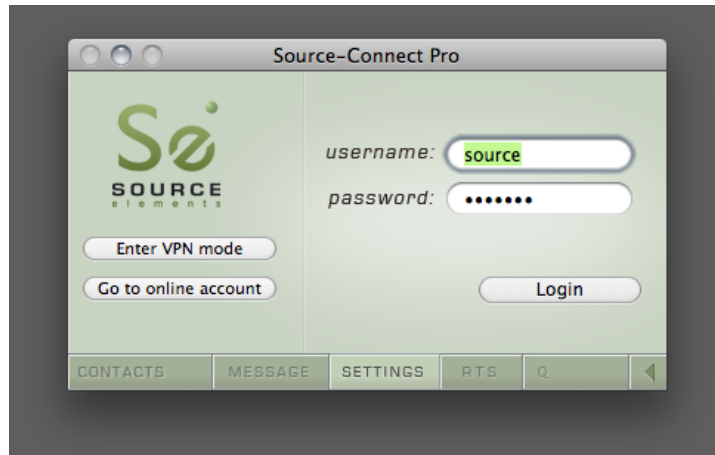 Source-Connect Pro
Se
SOURCE
elements
username: source
password: •••••••
Enter VPN mode
Go to online account
Login
CONTACTS MESSAGE SETTINGS RTS Q